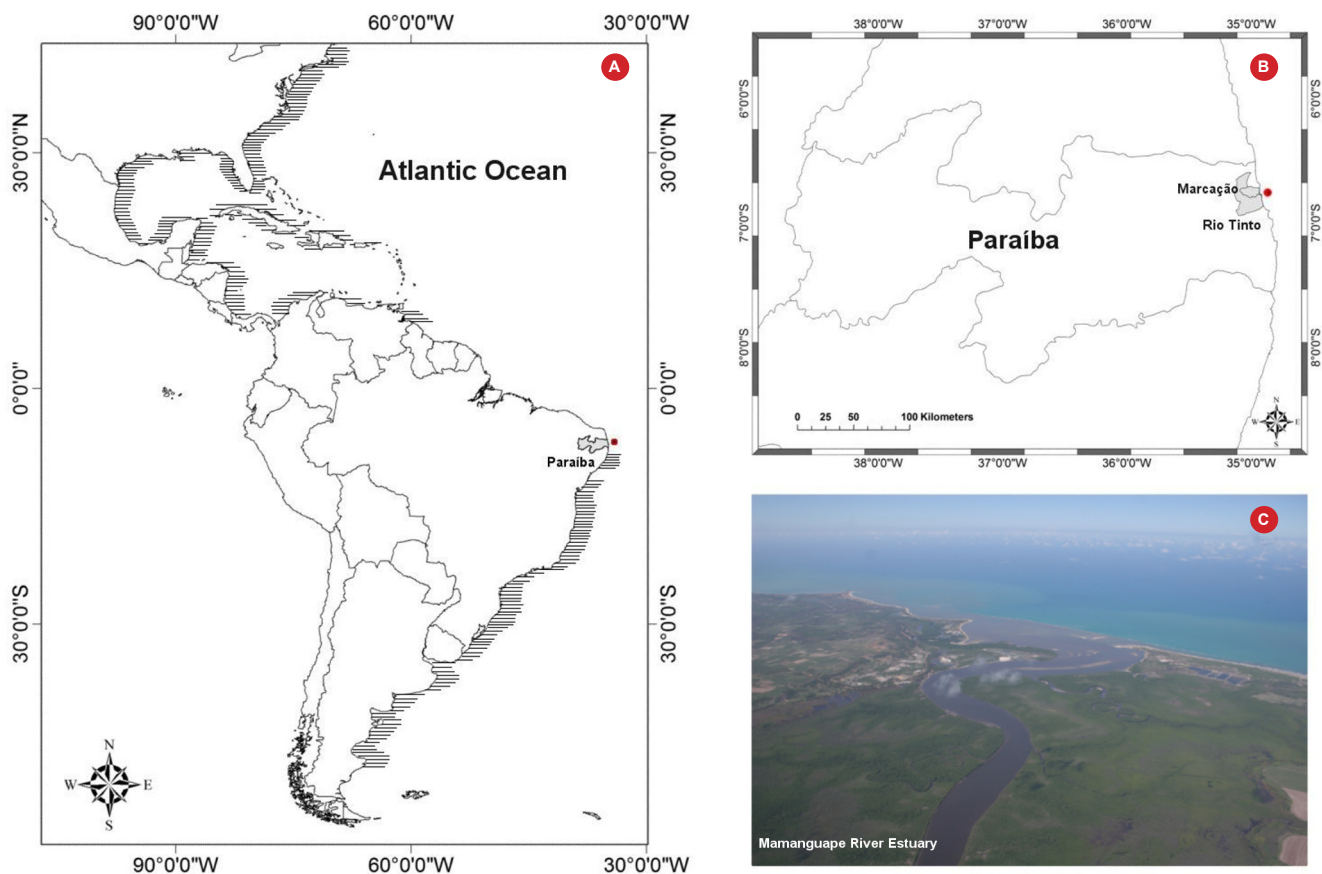 90°0'0"W 60°0'0"W 30°0'0"W
A
30°0'0"N
30°0'0"N
Atlantic Ocean
0°0'0"
0°0'0"
Paraíba
30°0'0"S
30°0'0"S
N
W E
S
90°0'0"W 60°0'0"W 30°0'0"W
38°0'0"W 37°0'0"W 36°0'0"W 35°0'0"W
B
6°0'0"S
6°0'0"S
Marcação
7°0'0"S
7°0'0"S
Rio Tinto
Paraíba
8°0'0"S
8°0'0"S
0 25 50 100 Kilometers
N
W E
S
38°0'0"W 37°0'0"W 36°0'0"W 35°0'0"W
C
Mamanguape River Estuary